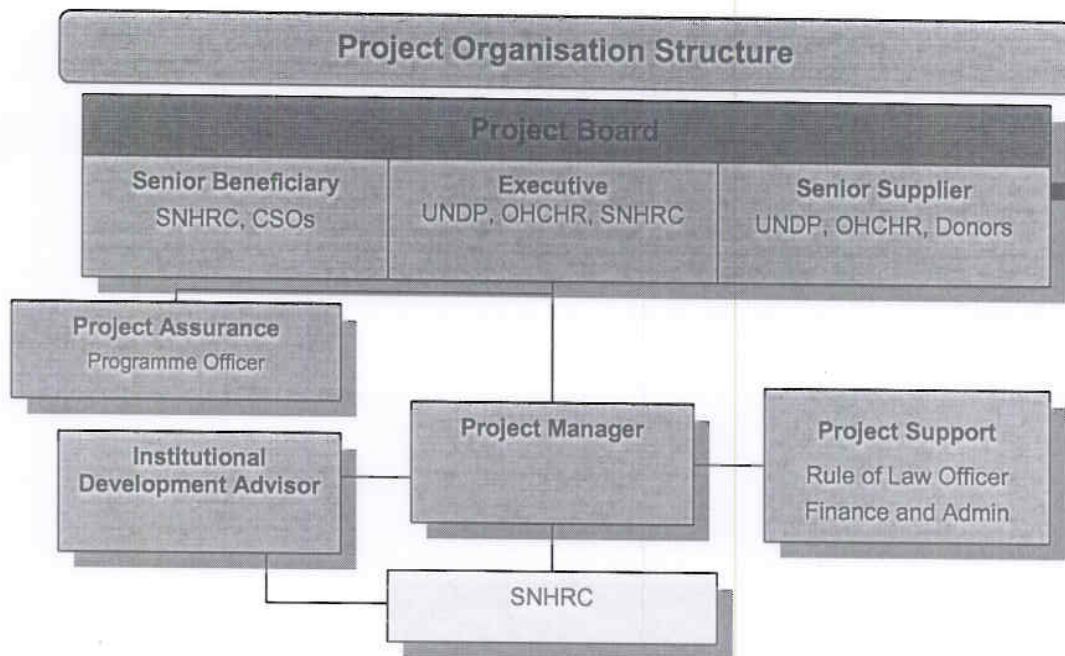 Project Organisation Structure
Project Board
Senior Beneficiary
SNHRC, CSOs
Executive
UNDP, OHCHR, SNHRC
Senior Supplier
UNDP, OHCHR, Donors
Project Assurance
Programme Officer
Institutional
Development Advisor
Project Manager
Project Support
Rule of Law Officer
Finance and Admin
SNHRC